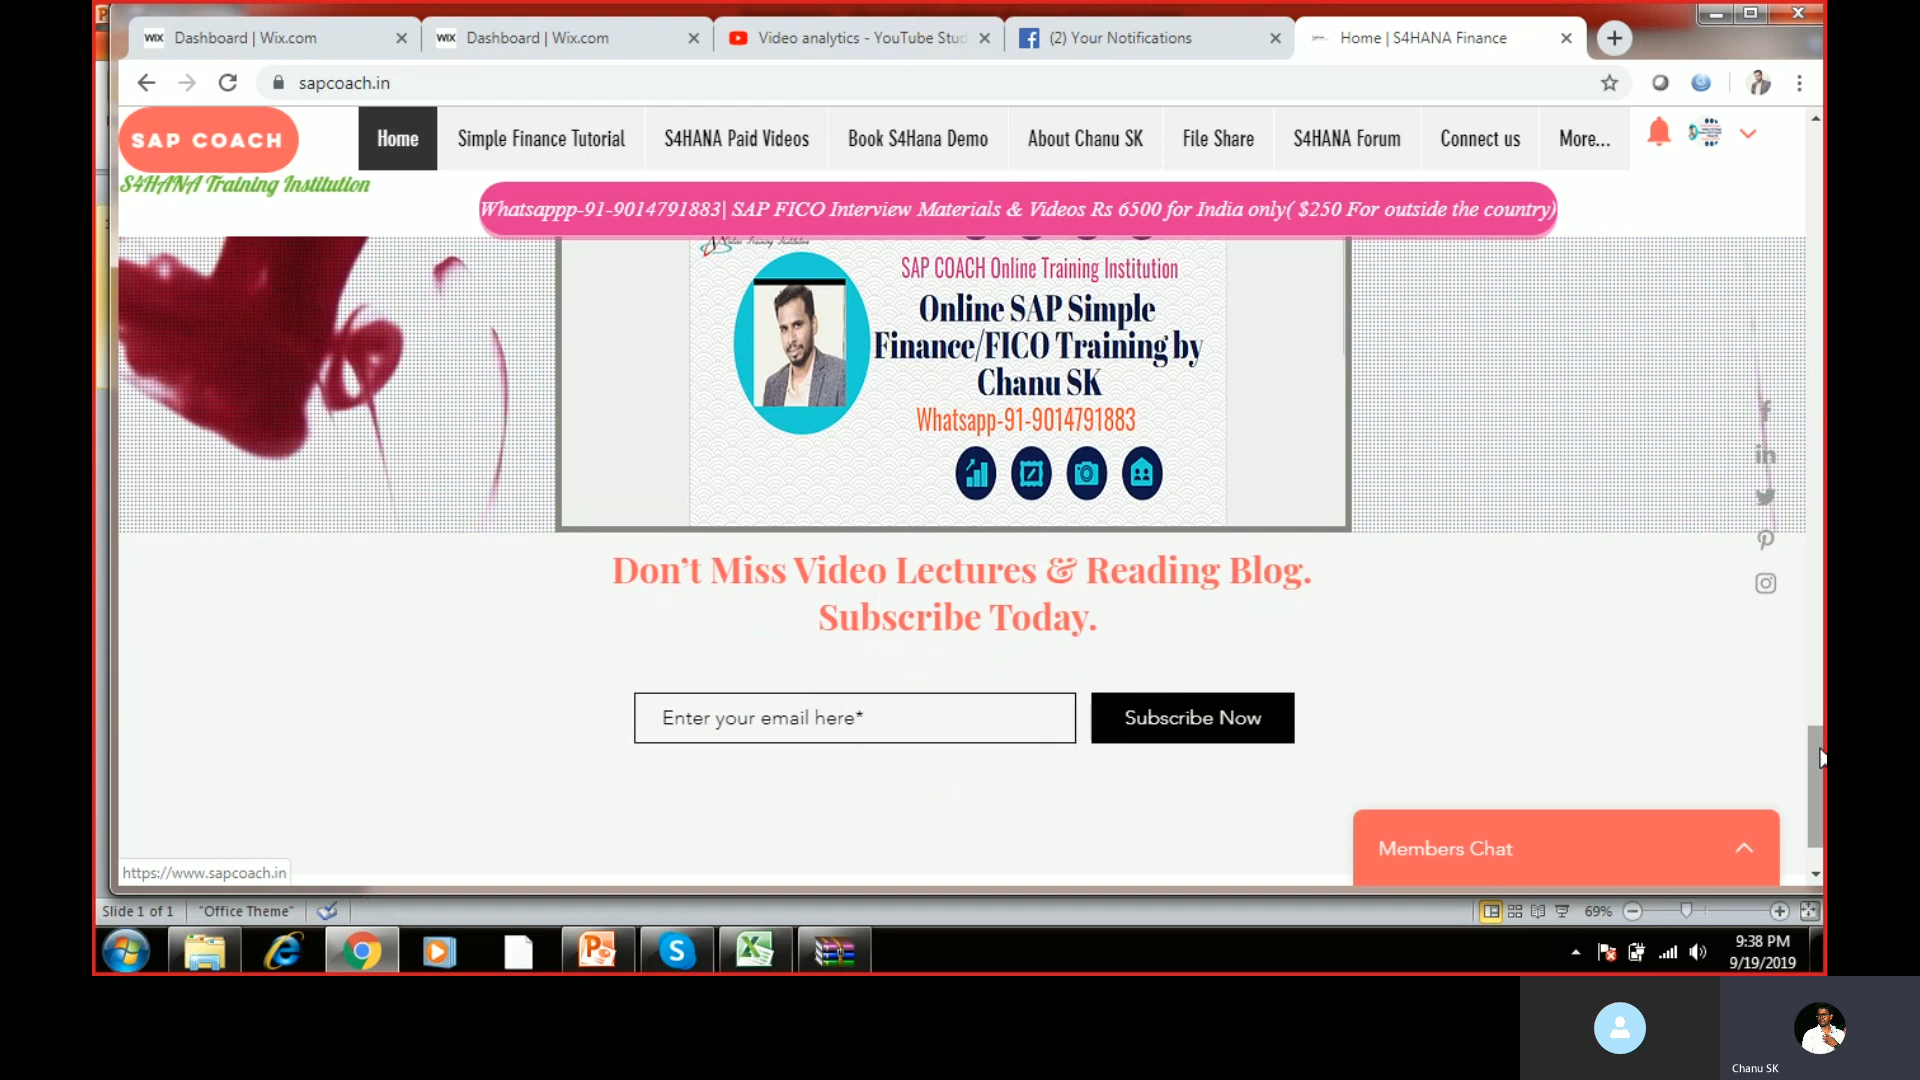 Dashboard | Wix.com
Dashboard | Wix.com
Video analytics - YouTube Stud
(2) Your Notifications
Home | S4HANA Finance
sapcoach.in
SAP COACH
S4HANA Training Institution
Home
Simple Finance Tutorial
S4HANA Paid Videos
Book S4Hana Demo
About Chanu SK
File Share
S4HANA Forum
Connect us
More...
Whatsappp-91-9014791883| SAP FICO Interview Materials & Videos Rs 6500 for India only( $250 For outside the country)
Online Training Institution
SAP COACH Online Training Institution
Online SAP Simple
Finance/FICO Training by
Chanu SK
Whatsapp-91-9014791883
Don’t Miss Video Lectures & Reading Blog.
Subscribe Today.
Enter your email here*
Subscribe Now
Members Chat
https://www.sapcoach.in
Slide 1 of 1
"Office Theme"
69%
9:38 PM
9/19/2019
Chanu SK